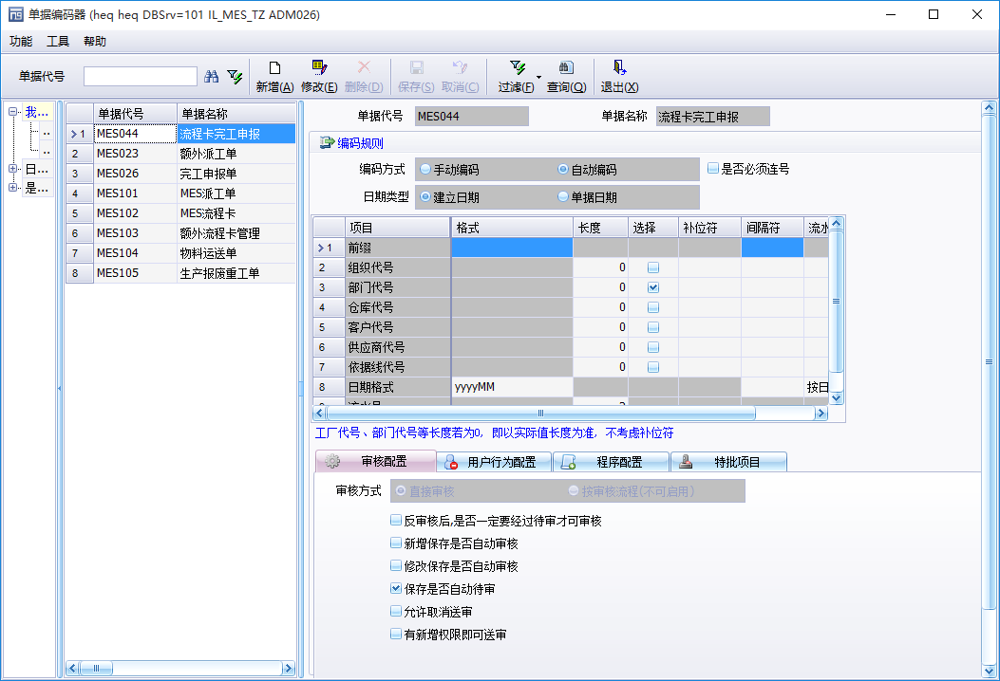 单据编码器 (heq heq DBSrv=101 IL_MES_TZ ADM026)
功能 工具 帮助
单据代号 新增(A) 修改(E) 删除(D) 保存(S) 取消(C) 过滤(F) 查询(Q) 退出(X)
我...
..
..
日...
是...
单据代号 单据名称
1 MES044 流程卡完工申报
2 MES023 额外派工单
3 MES026 完工申报单
4 MES101 MES派工单
5 MES102 MES流程卡
6 MES103 额外流程卡管理
7 MES104 物料运送单
8 MES105 生产报废重工单
单据代号 MES044 单据名称 流程卡完工申报
编码规则
编码方式 手动编码 自动编码 是否必须连号
日期类型 建立日期 单据日期
项目 格式 长度 选择 补位符 间隔符 流水
1 前缀
2 组织代号 0
3 部门代号 0
4 仓库代号 0
5 客户代号 0
6 供应商代号 0
7 依据线代号 0
8 日期格式 yyyyMM 按日
工厂代号、部门代号等长度若为0，即以实际值长度为准，不考虑补位符
审核配置 用户行为配置 程序配置 特批项目
审核方式 直接审核 按审核流程(不可启用)
反审核后,是否一定要经过待审才可审核
新增保存是否自动审核
修改保存是否自动审核
保存是否自动待审
允许取消送审
有新增权限即可送审